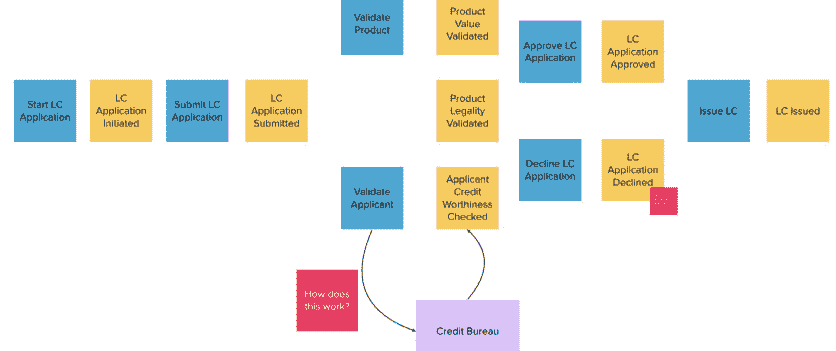 Start LC
Application
LC
Application
Initiated
Submit LC
Application
LC
Application
Submitted
Validate
Product
Product
Value
Validated
Product
Legality
Validated
Validate
Applicant
Applicant
Credit
Worthiness
Checked
Approve LC
Application
LC
Application
Approved
Decline LC
Application
LC
Application
Declined
Issue LC
LC Issued
How does
this work?
Credit Bureau